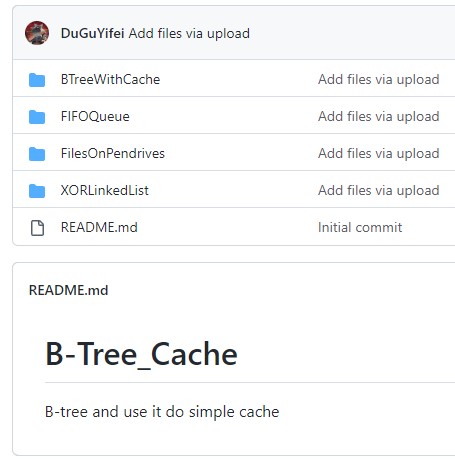 DuGuYifei Add files via upload
BTreeWithCache Add files via upload
FIFOQueue Add files via upload
FilesOnPendrives Add files via upload
XORLinkedList Add files via upload
README.md Initial commit
README.md
B-Tree_Cache
B-tree and use it do simple cache